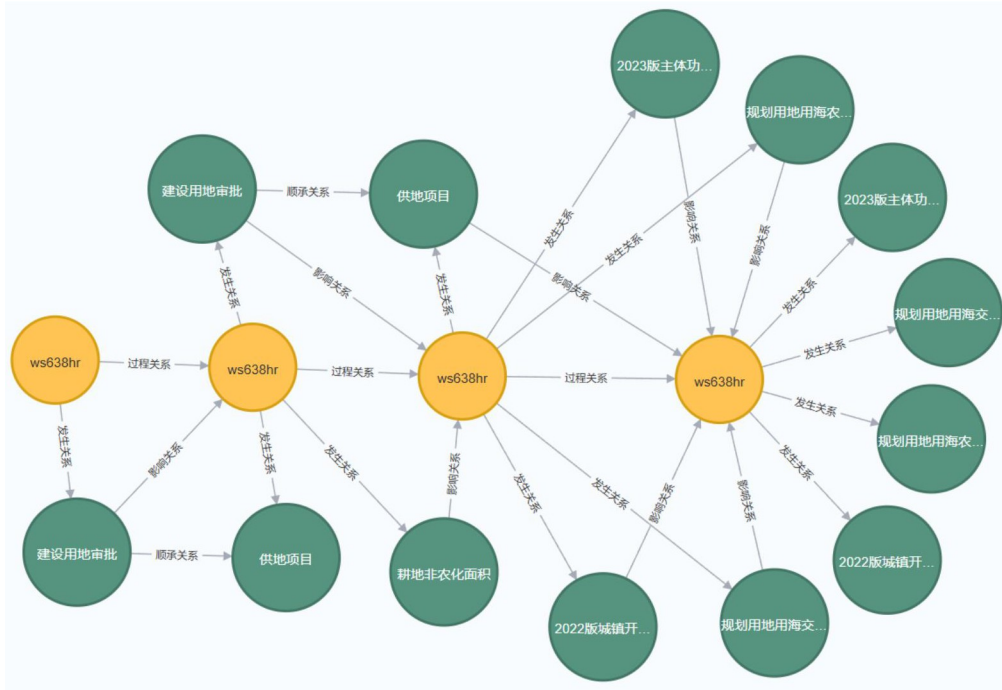 2023版主体功...
规划用地用海农...
建设用地审批
顺承关系
供地项目
2023版主体功...
影响关系
发生关系
发生关系
影响关系
影响关系
发生关系
发生关系
影响关系
发生关系
规划用地用海交...
ws638hr
过程关系
ws638hr
过程关系
ws638hr
过程关系
ws638hr
发生关系
发生关系
规划用地用海农...
发生关系
影响关系
发生关系
发生关系
影响关系
发生关系
发生关系
影响关系
影响关系
发生关系
建设用地审批
顺承关系
供地项目
耕地非农化面积
2022版城镇开...
2022版城镇开...
规划用地用海交...